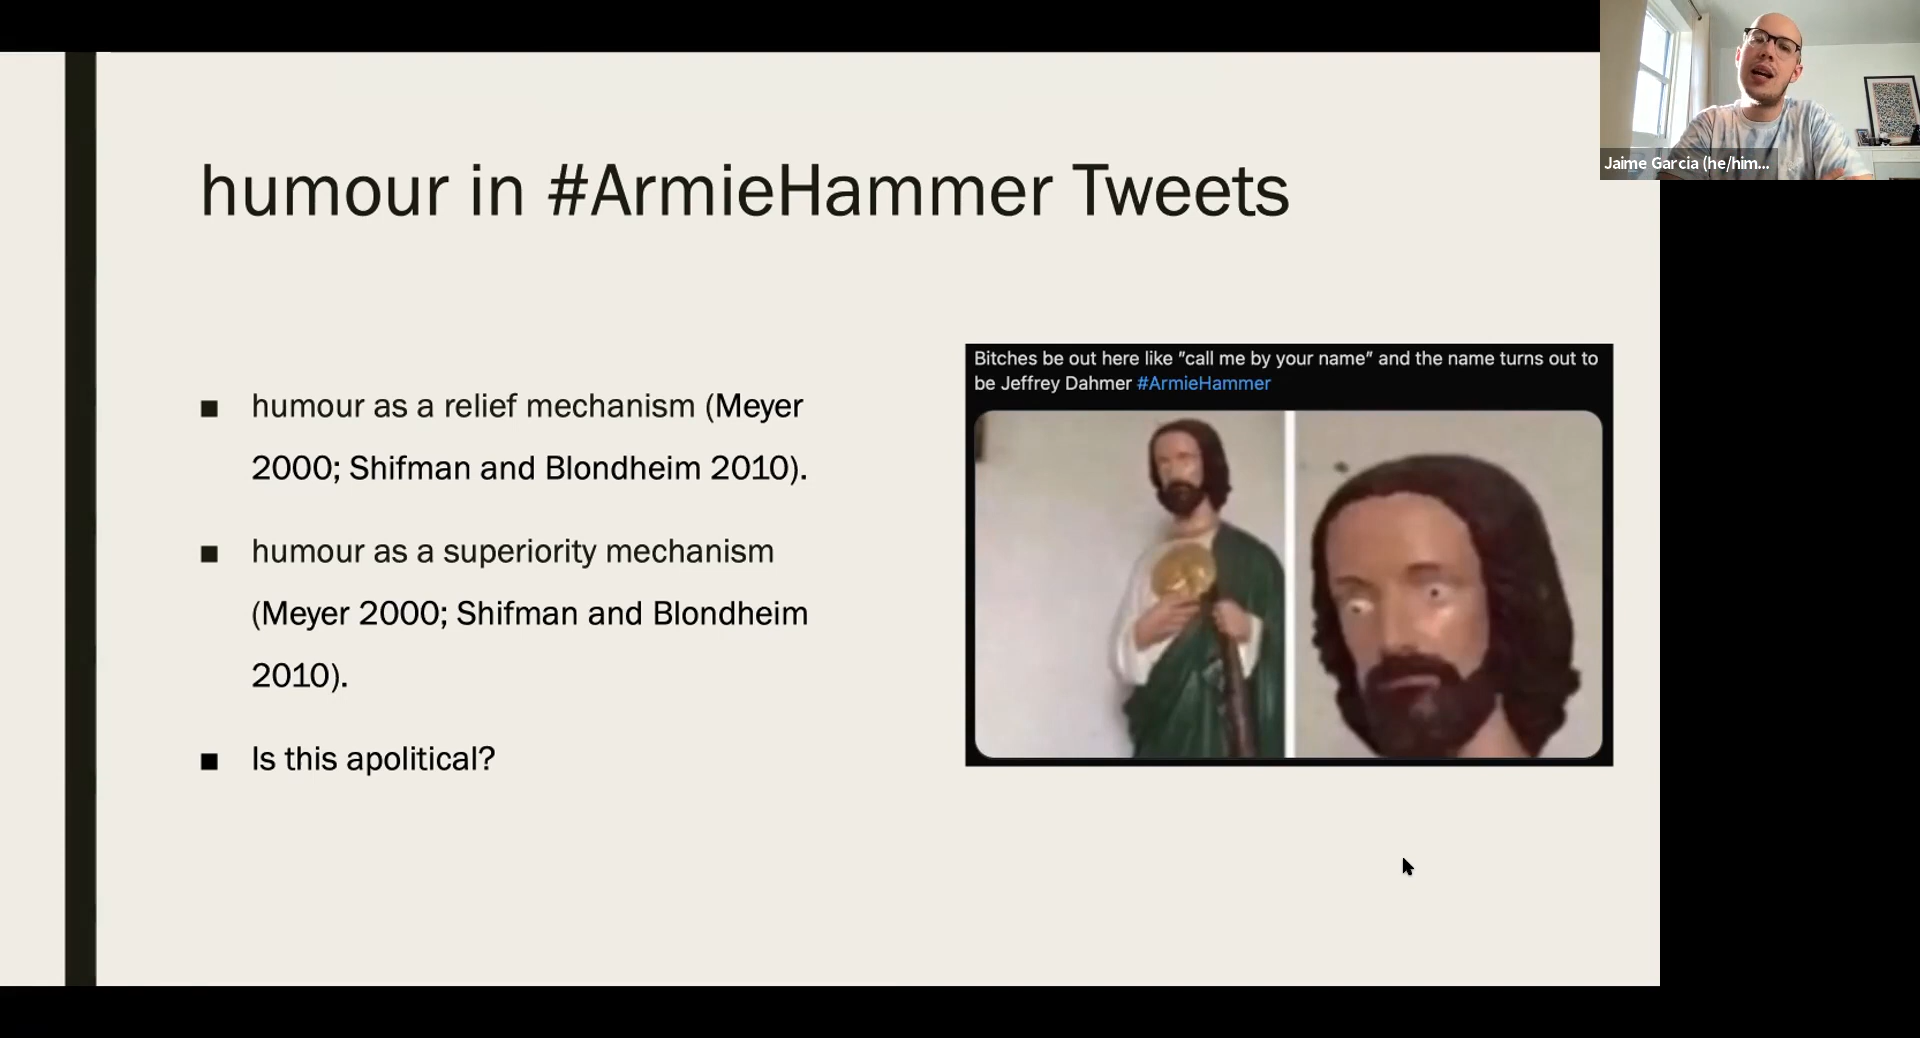 humour in #ArmieHammer Tweets
■ humour as a relief mechanism (Meyer
2000; Shifman and Blondheim 2010).
■ humour as a superiority mechanism
(Meyer 2000; Shifman and Blondheim
2010).
■ Is this apolitical?
Bitches be out here like "call me by your name" and the name turns out to
be Jeffrey Dahmer #ArmieHammer
Jaime Garcia (he/him...